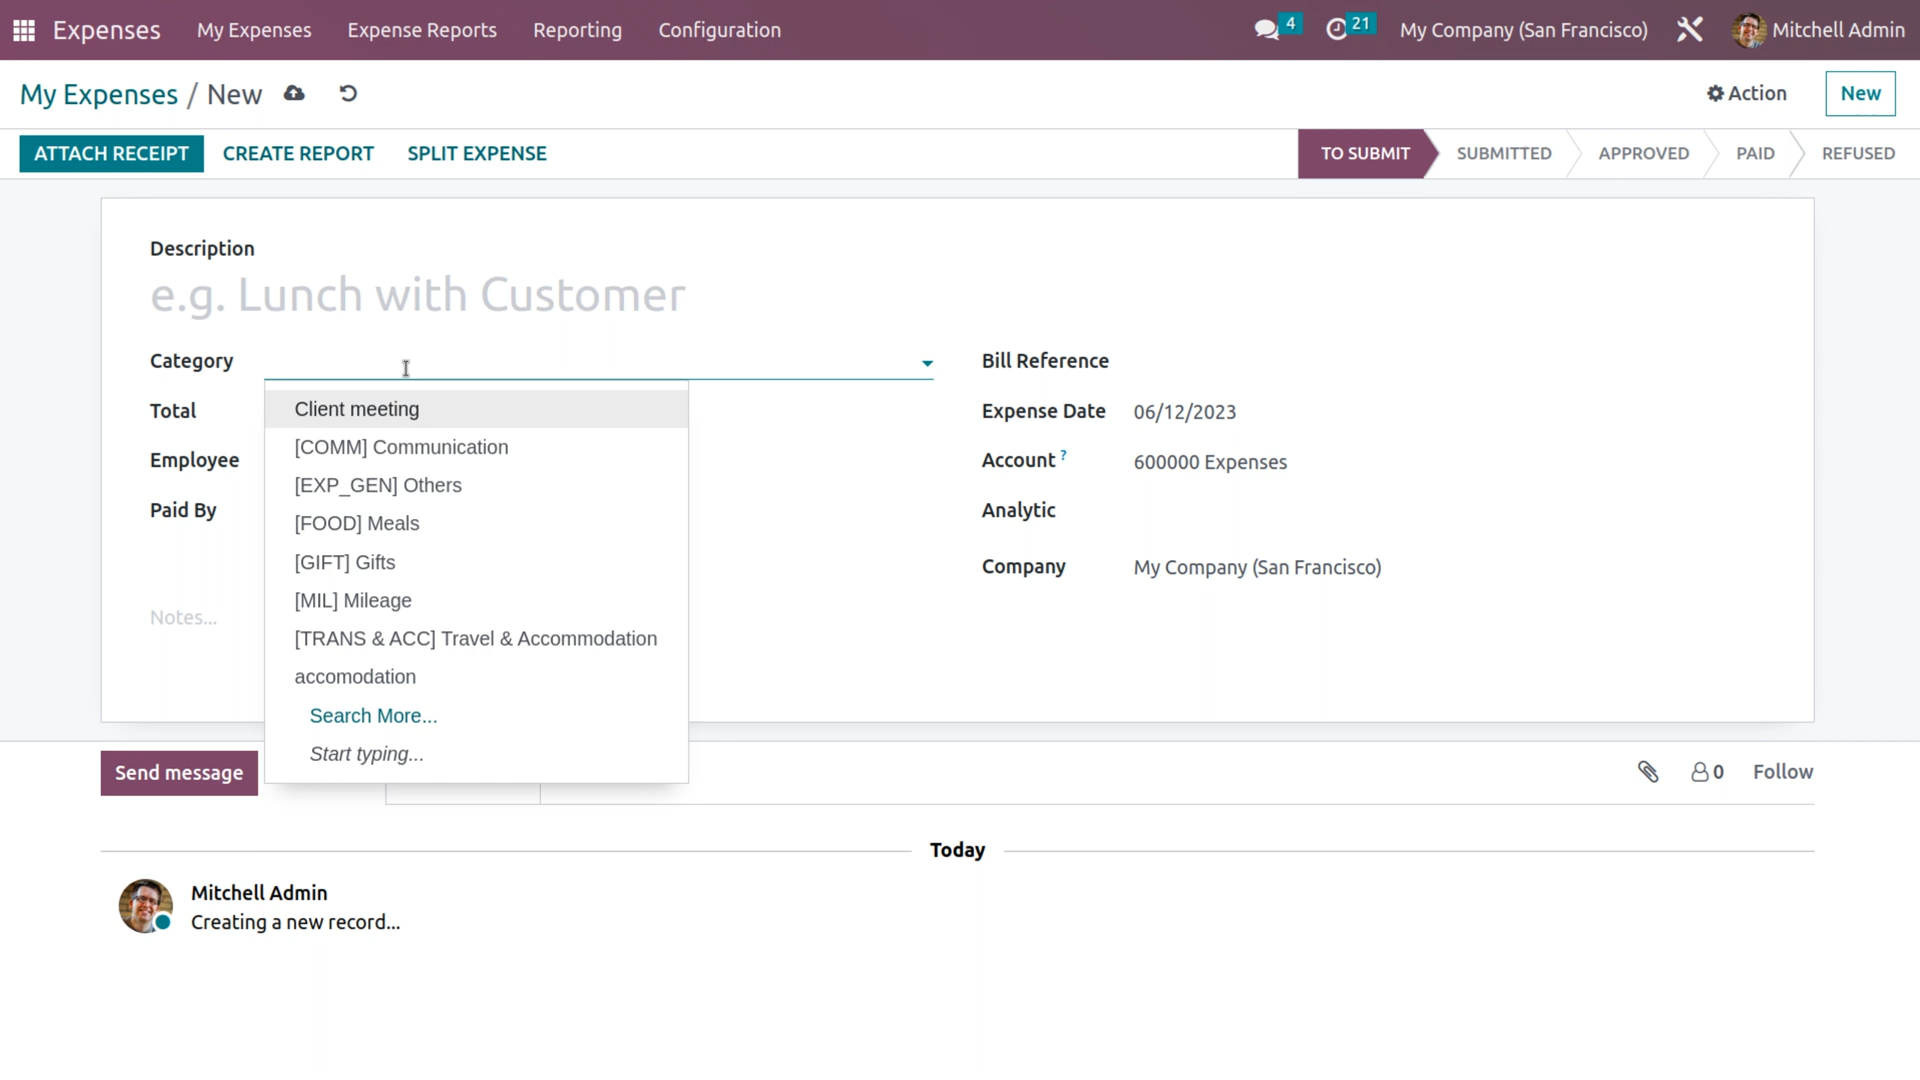 Expenses My Expenses Expense Reports Reporting Configuration 4 21 My Company (San Francisco) Mitchell Admin
My Expenses / New Action New
ATTACH RECEIPT CREATE REPORT SPLIT EXPENSE TO SUBMIT SUBMITTED APPROVED PAID REFUSED
Description
e.g. Lunch with Customer
Category
Total
Employee
Paid By
Notes...
Client meeting
[COMM] Communication
[EXP_GEN] Others
[FOOD] Meals
[GIFT] Gifts
[MIL] Mileage
[TRANS & ACC] Travel & Accommodation
accomodation
Search More...
Start typing...
Bill Reference
Expense Date 06/12/2023
Account ? 600000 Expenses
Analytic
Company My Company (San Francisco)
Send message 0 Follow
Today
Mitchell Admin
Creating a new record...